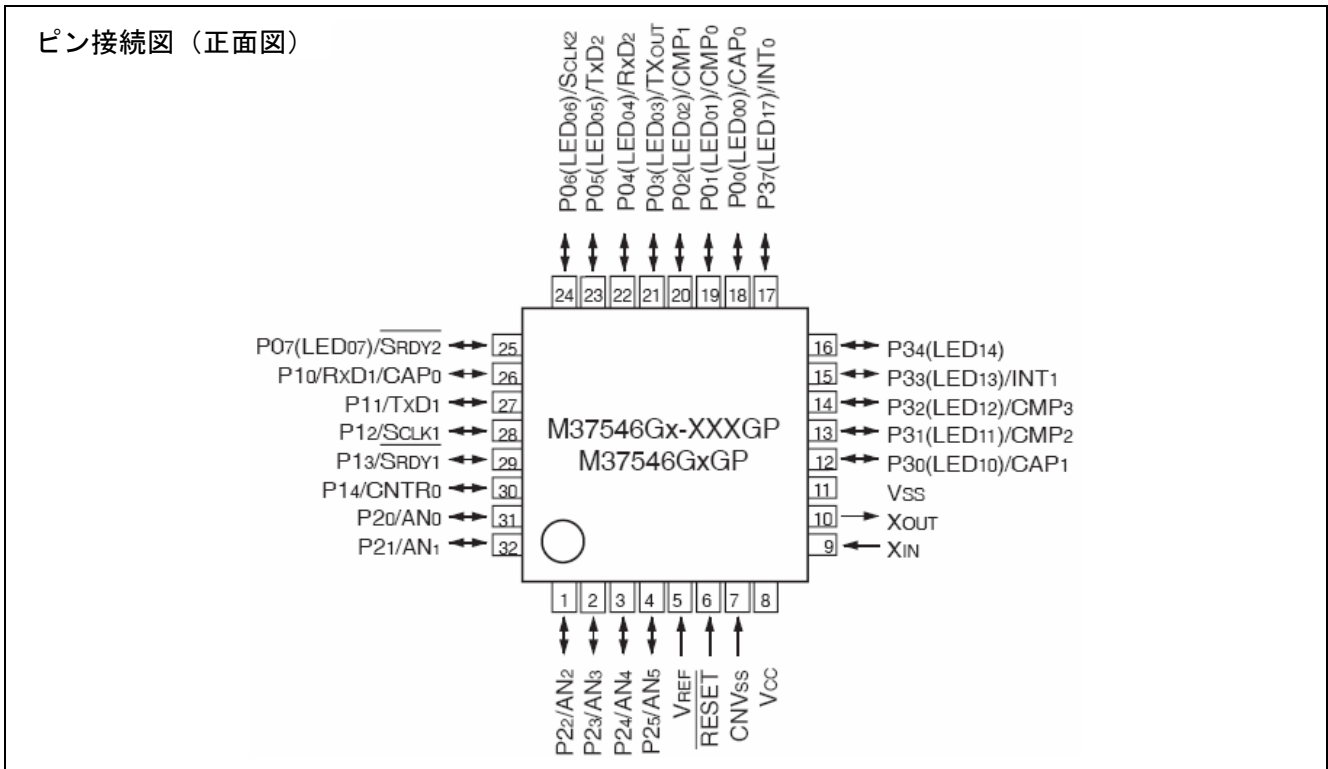 ピン接続図（正面図）
P06(LED06)/SCLK2
P05(LED05)/TxD2
P04(LED04)/RxD2
P03(LED03)/TXOUT
P02(LED02)/CMP1
P01(LED01)/CMP0
P00(LED00)/CAP0
P37(LED17)/INT0
24 23 22 21 20 19 18 17
P07(LED07)/SRDY2 25
P10/RxD1/CAP0 26
P11/TxD1 27
P12/SCLK1 28
P13/SRDY1 29
P14/CNTR0 30
P20/AN0 31
P21/AN1 32
M37546Gx-XXXGP
M37546GxGP
16 P34(LED14)
15 P33(LED13)/INT1
14 P32(LED12)/CMP3
13 P31(LED11)/CMP2
12 P30(LED10)/CAP1
11 VSS
10 XOUT
9 XIN
1 2 3 4 5 6 7 8
P22/AN2
P23/AN3
P24/AN4
P25/AN5
VREF
RESET
CNVSS
VCC